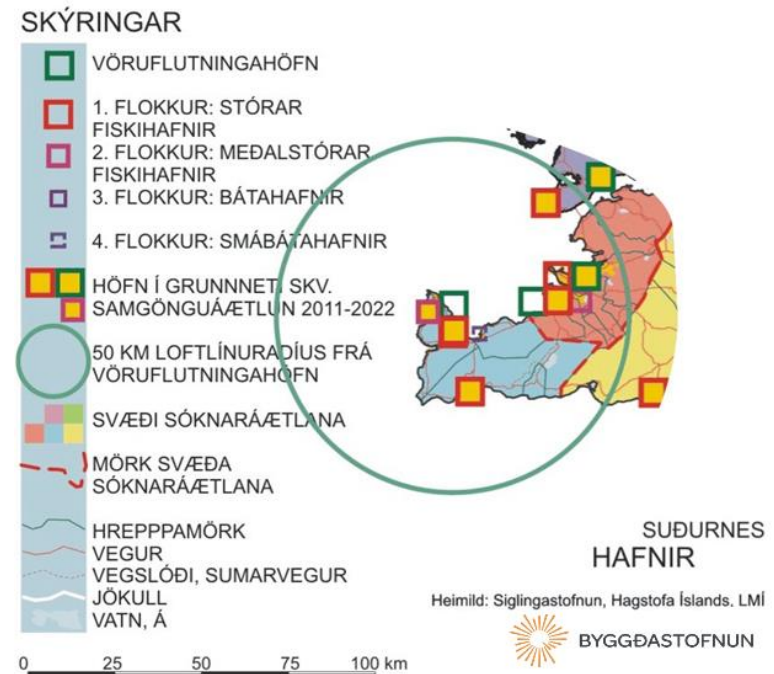 SKÝRINGAR
VÖRUFLUTNINGAHÖFN
1. FLOKKUR: STÓRAR
FISKIHAFNIR
2. FLOKKUR: MEÐALSTÓRAR
FISKIHAFNIR
3. FLOKKUR: BÁTAHAFNIR
4. FLOKKUR: SMÁBÁTAHAFNIR
HÖFN Í GRUNNNETI SKV.
SAMGÖNGUÁÆTLUN 2011-2022
50 KM LOFTLÍNURADÍUS FRÁ
VÖRUFLUTNINGAHÖFN
SVÆÐI SÓKNARÁÆTLANA
MÖRK SVÆÐA
SÓKNARÁÆTLANA
HREPPPAMÖRK
VEGUR
VEGSLÓÐI, SUMARVEGUR
JÖKULL
VATN, Á
0 25 50 75 100 km
SUÐURNES
HAFNIR
Heimild: Siglingastofnun, Hagstofa Íslands, LMÍ
BYGGÐASTOFNUN